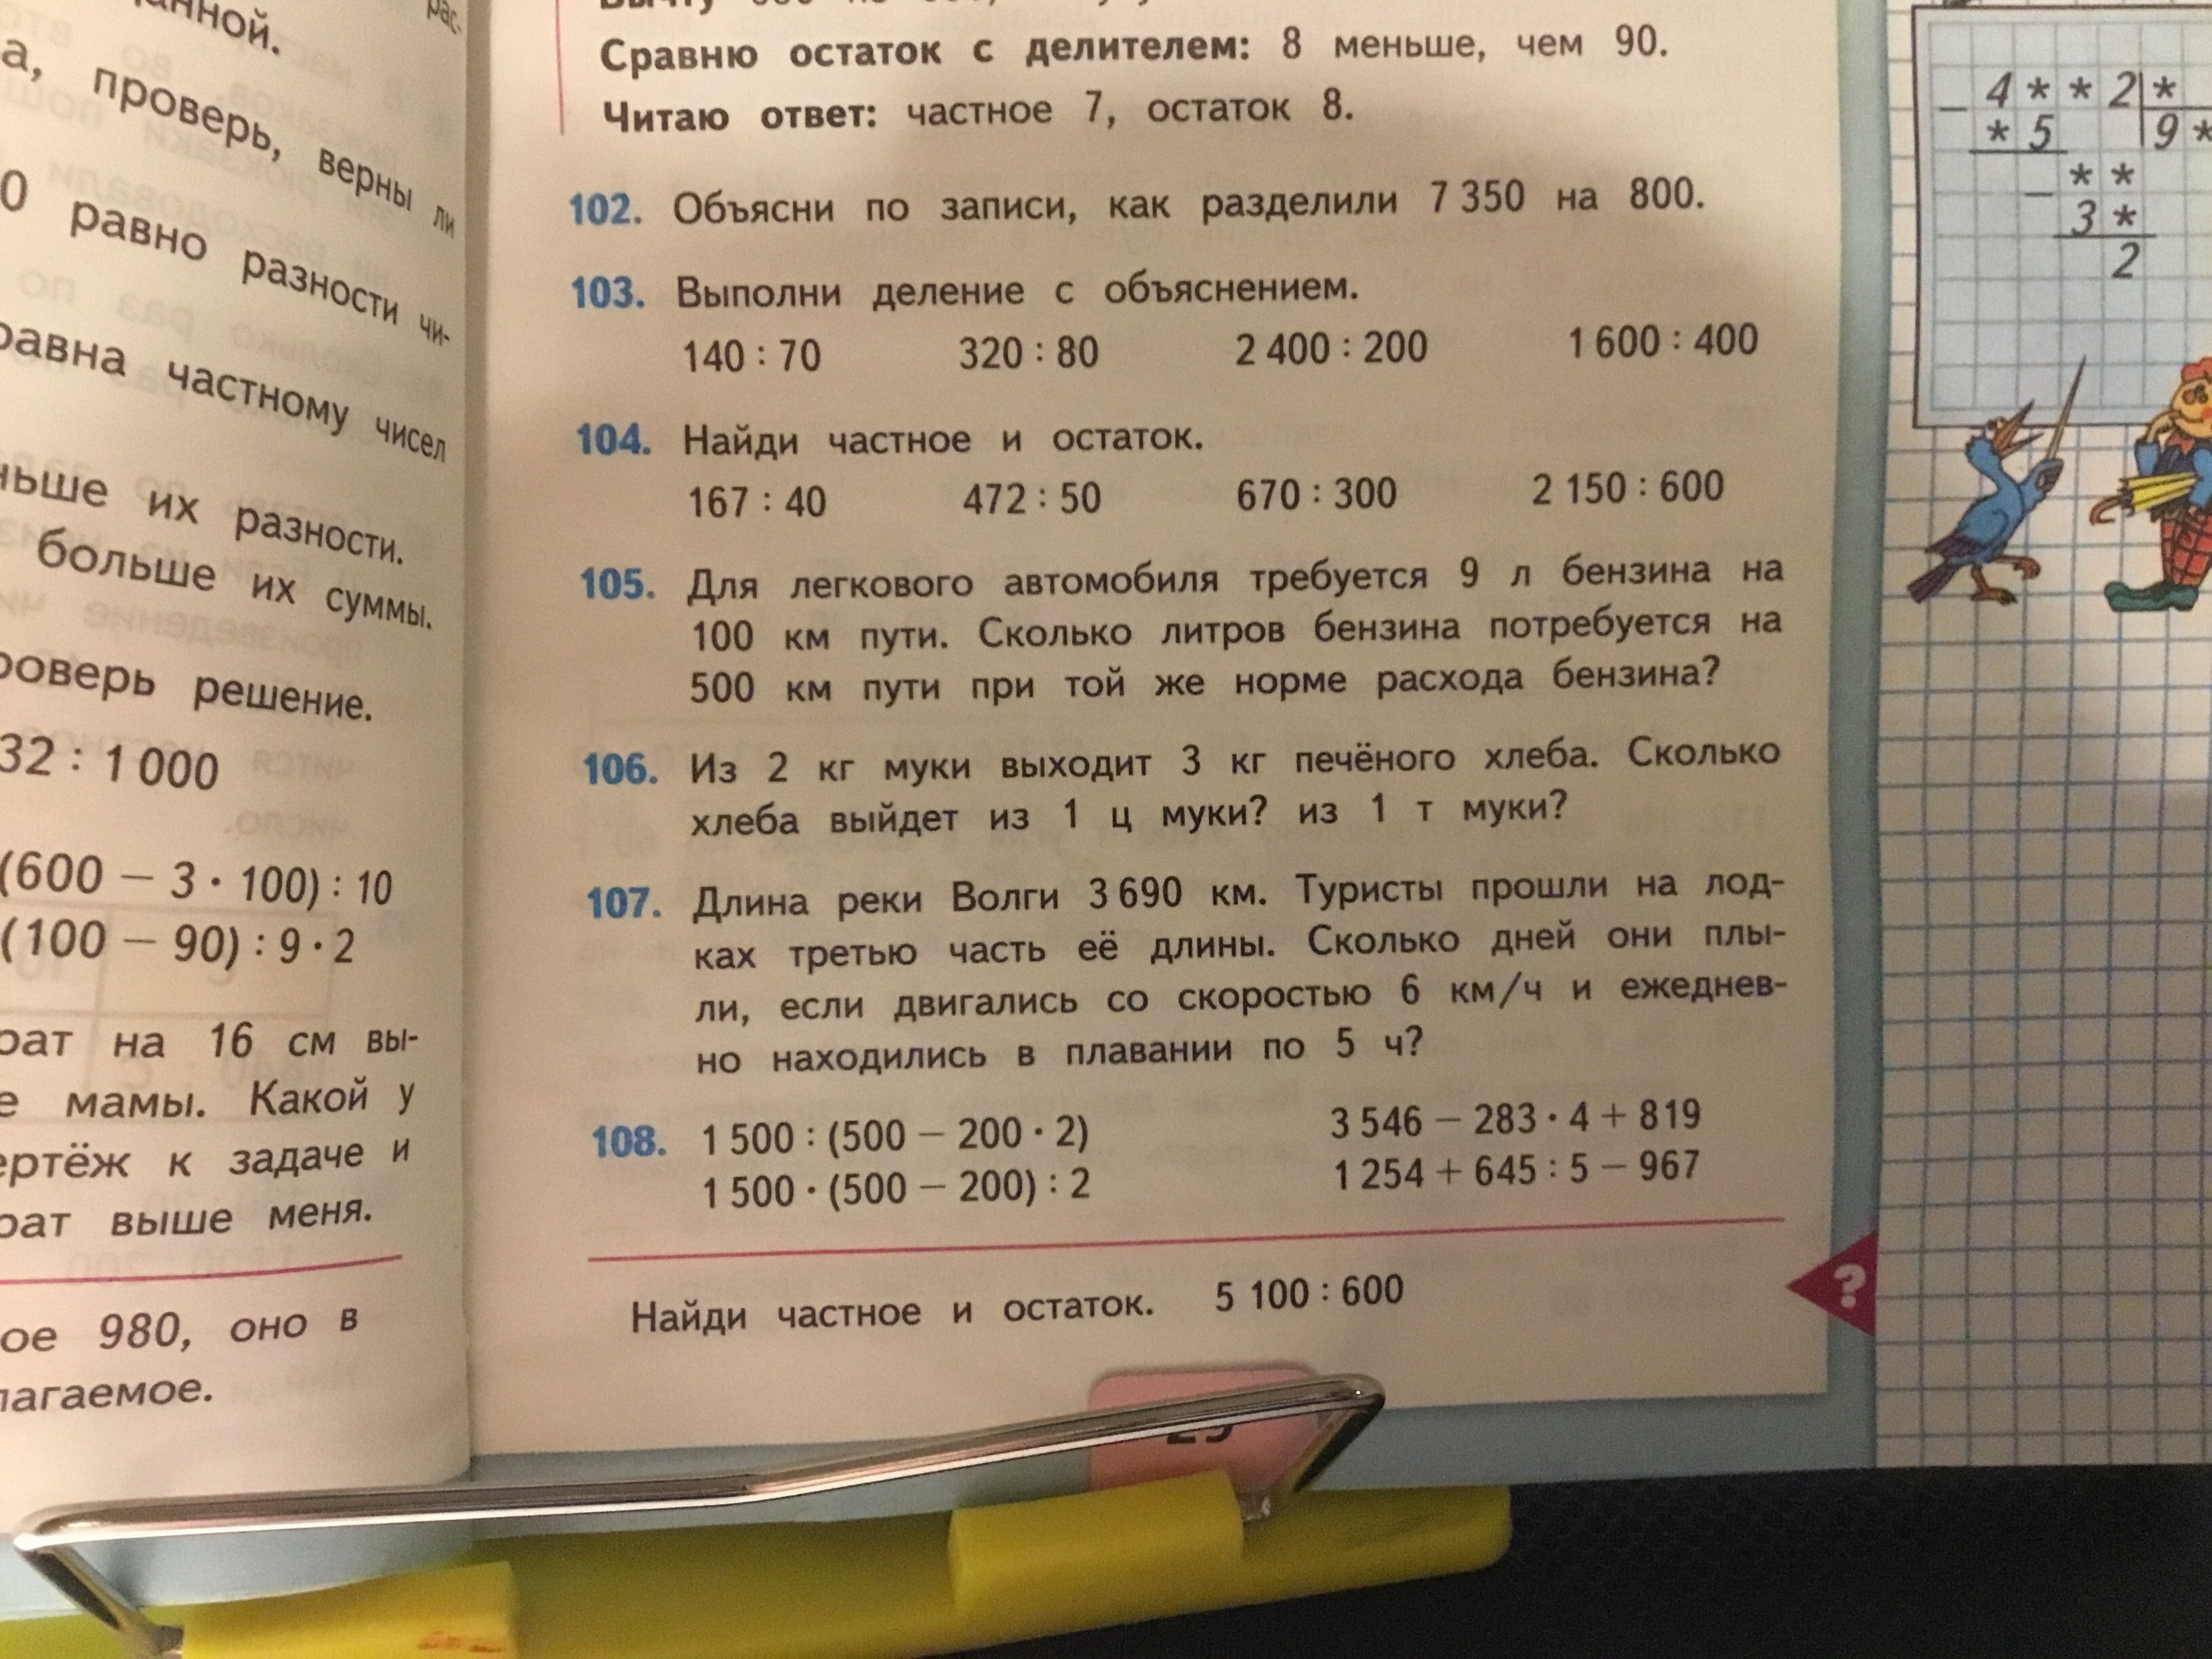 анной.
а, проверь, верны ли
0 равно разности чи-
равна частному чисел
ньше их разности.
больше их суммы.
роверь решение.
32 : 1 000
(600 − 3 · 100) : 10
(100 − 90) : 9 · 2
рат на 16 см вы-
е мамы. Какой у
ертёж к задаче и
рат выше меня.
ое 980, оно в
лагаемое.
Сравню остаток с делителем: 8 меньше, чем 90.
Читаю ответ: частное 7, остаток 8.
102. Объясни по записи, как разделили 7 350 на 800.
103. Выполни деление с объяснением.
140 : 70 320 : 80 2 400 : 200 1 600 : 400
104. Найди частное и остаток.
167 : 40 472 : 50 670 : 300 2 150 : 600
105. Для легкового автомобиля требуется 9 л бензина на
100 км пути. Сколько литров бензина потребуется на
500 км пути при той же норме расхода бензина?
106. Из 2 кг муки выходит 3 кг печёного хлеба. Сколько
хлеба выйдет из 1 ц муки? из 1 т муки?
107. Длина реки Волги 3 690 км. Туристы прошли на лод-
ках третью часть её длины. Сколько дней они плы-
ли, если двигались со скоростью 6 км/ч и ежеднев-
но находились в плавании по 5 ч?
108. 1 500 : (500 − 200 · 2) 3 546 − 283 · 4 + 819
1 500 · (500 − 200) : 2 1 254 + 645 : 5 − 967
Найди частное и остаток. 5 100 : 600
?
− 4 * * 2 | *
* 5 | 9 *
− * *
3 *
2